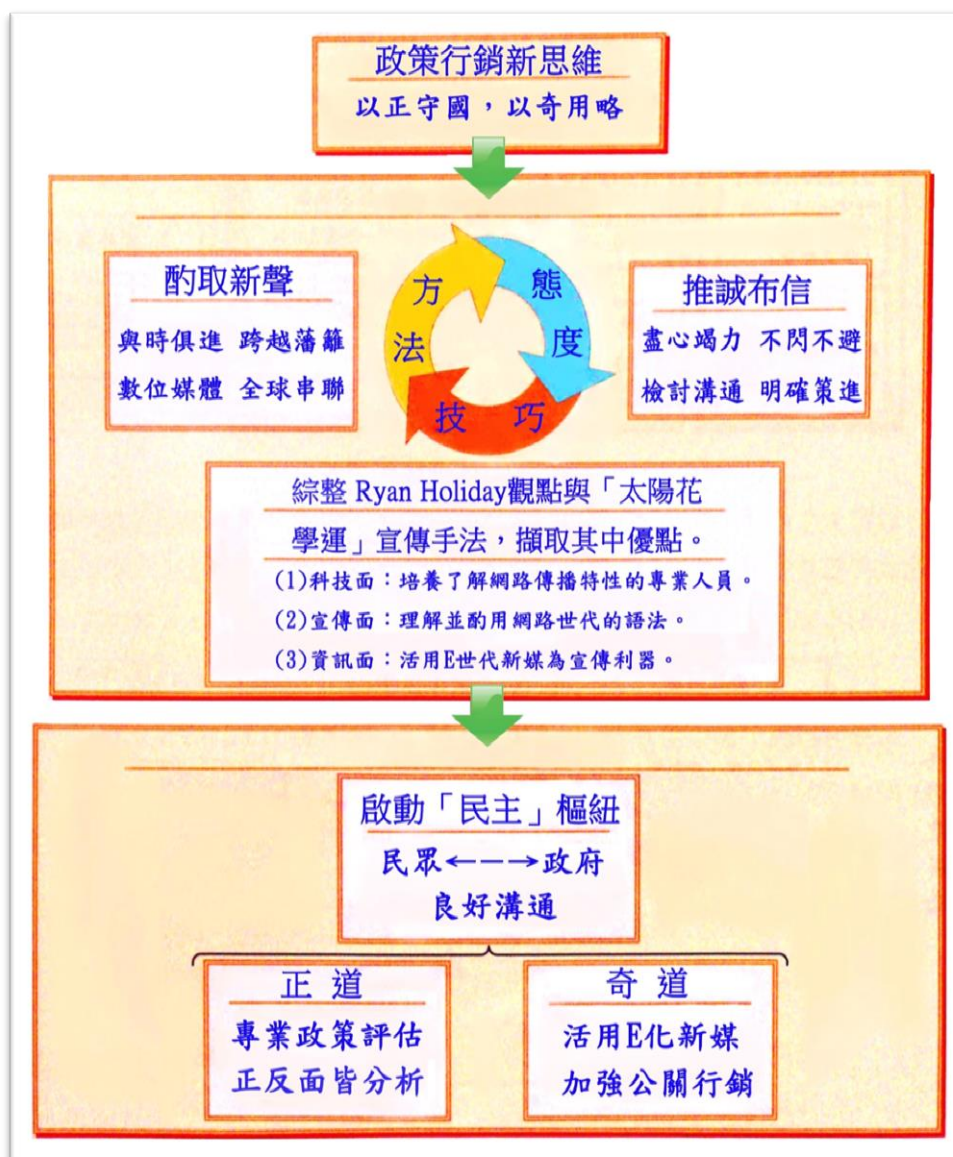 政策行銷新思維
以正守國，以奇用略
酌取新聲
與時俱進 跨越藩籬
數位媒體 全球串聯
方法
態度
技巧
推誠布信
盡心竭力 不閃不避
檢討溝通 明確策進
綜整 Ryan Holiday觀點與「太陽花
學運」宣傳手法，擷取其中優點。
(1)科技面：培養了解網路傳播特性的專業人員。
(2)宣傳面：理解並酌用網路世代的語法。
(3)資訊面：活用E世代新媒為宣傳利器。
啟動「民主」樞紐
民眾←－－→政府
良好溝通
正 道
專業政策評估
正反面皆分析
奇 道
活用E化新媒
加強公關行銷